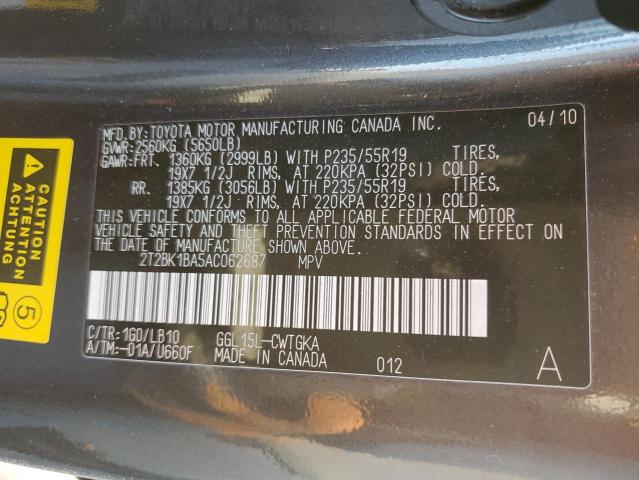 MFD.BY:TOYOTA MOTOR MANUFACTURING CANADA INC. 04/10
GVWR:2560KG (5650LB)
GAWR:FRT. 1360KG (2999LB) WITH P235/55R19 TIRES,
19X7 1/2J RIMS, AT 220KPA (32PSI) COLD.
RR. 1385KG (3056LB) WITH P235/55R19 TIRES,
19X7 1/2J RIMS, AT 220KPA (32PSI) COLD.
THIS VEHICLE CONFORMS TO ALL APPLICABLE FEDERAL MOTOR
VEHICLE SAFETY AND THEFT PREVENTION STANDARDS IN EFFECT ON
THE DATE OF MANUFACTURE SHOWN ABOVE.
2T2BK1BA5AC062687 MPV
C/TR:1G0/LB10 GGL15L-CWTGKA
A/TM:-01A/U660F MADE IN CANADA 012 A
CAUTION
ATTENTION
ACHTUNG
5